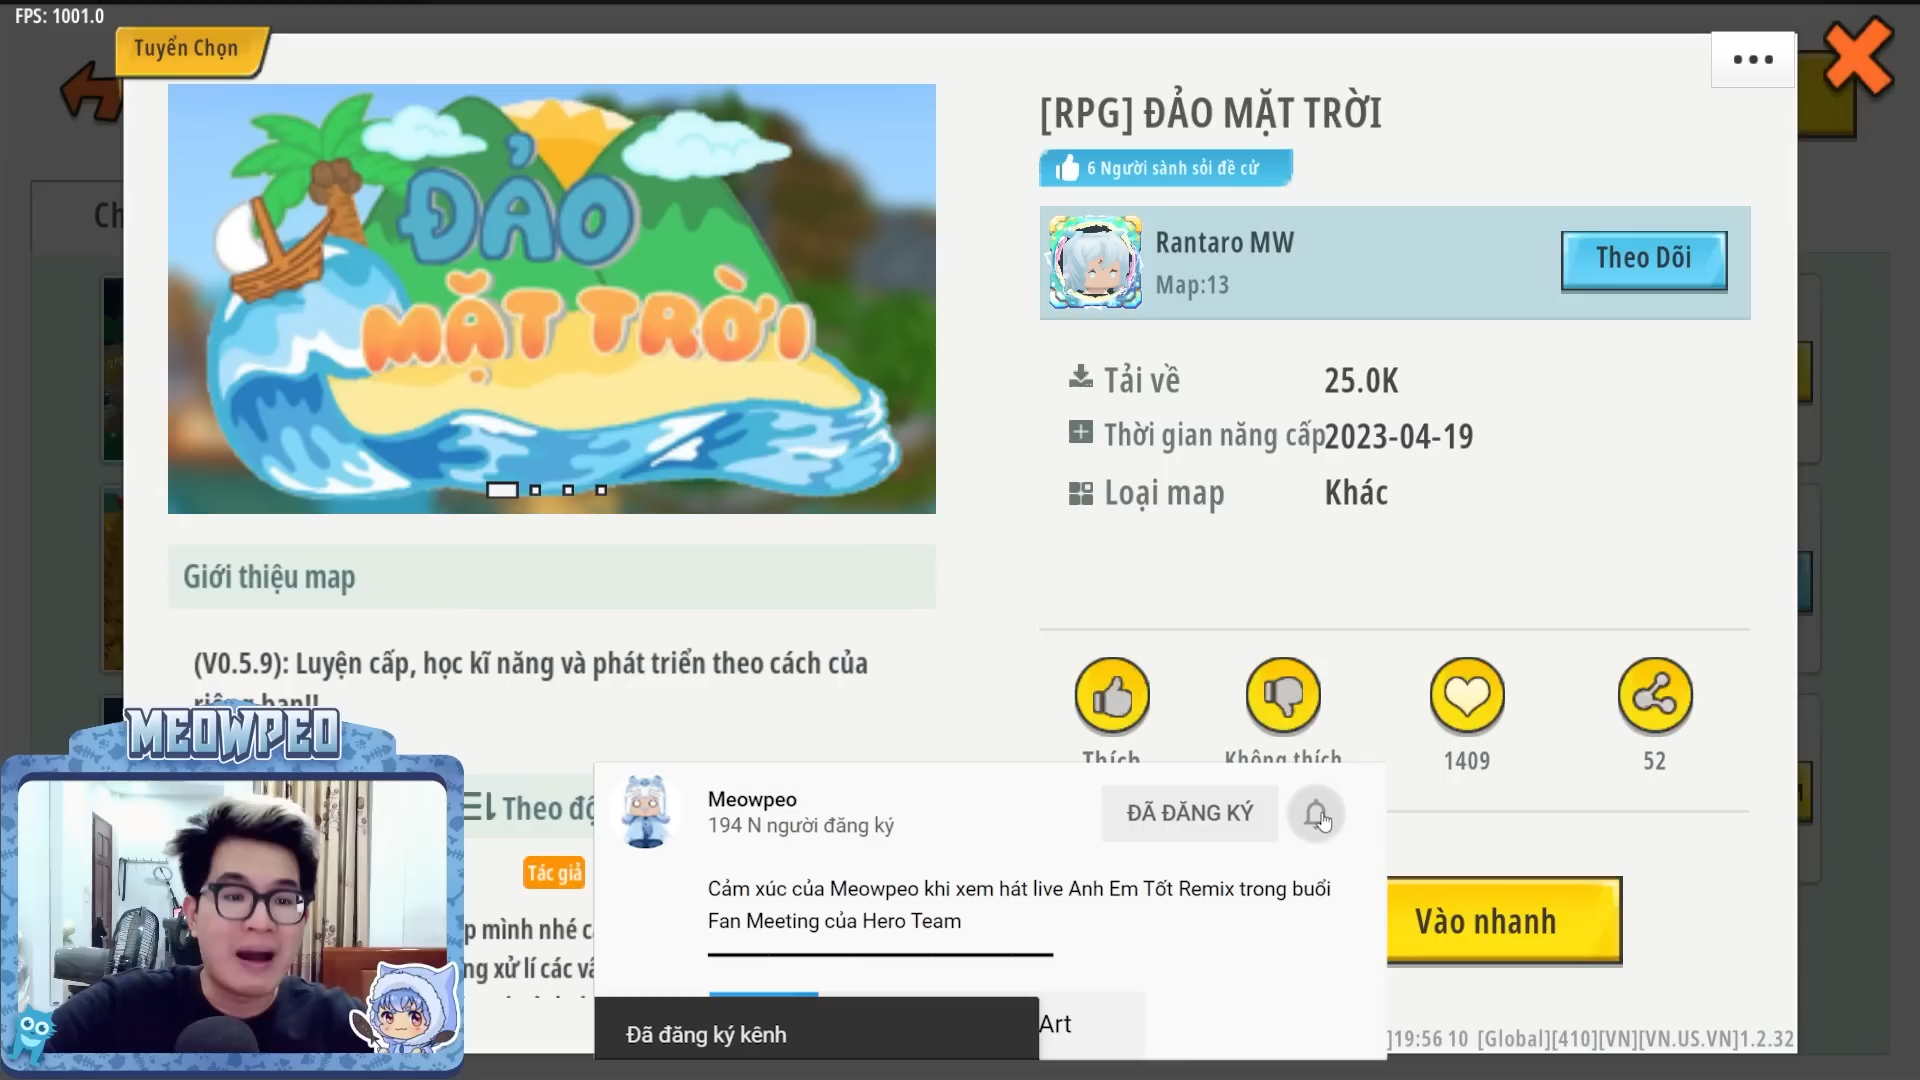 FPS: 1001.0
Tuyển Chọn
[RPG] ĐẢO MẶT TRỜI
6 Người sành sỏi đề cử
Rantaro MW
Map:13
Theo Dõi
ĐẢO
MẶT TRỜI
Tải về 25.0K
Thời gian năng cấp 2023-04-19
Loại map Khác
Giới thiệu map
(V0.5.9): Luyện cấp, học kĩ năng và phát triển theo cách của
riêng bạn!!
Thích
Không thích
1409
52
MEOWPEO
Theo độ
Tác giả
p mình nhé c
ng xử lí các vấ
Meowpeo
194 N người đăng ký
ĐÃ ĐĂNG KÝ
Cảm xúc của Meowpeo khi xem hát live Anh Em Tốt Remix trong buổi
Fan Meeting của Hero Team
Art
Đã đăng ký kênh
Vào nhanh
]19:56 10 [Global][410][VN][VN.US.VN]1.2.32